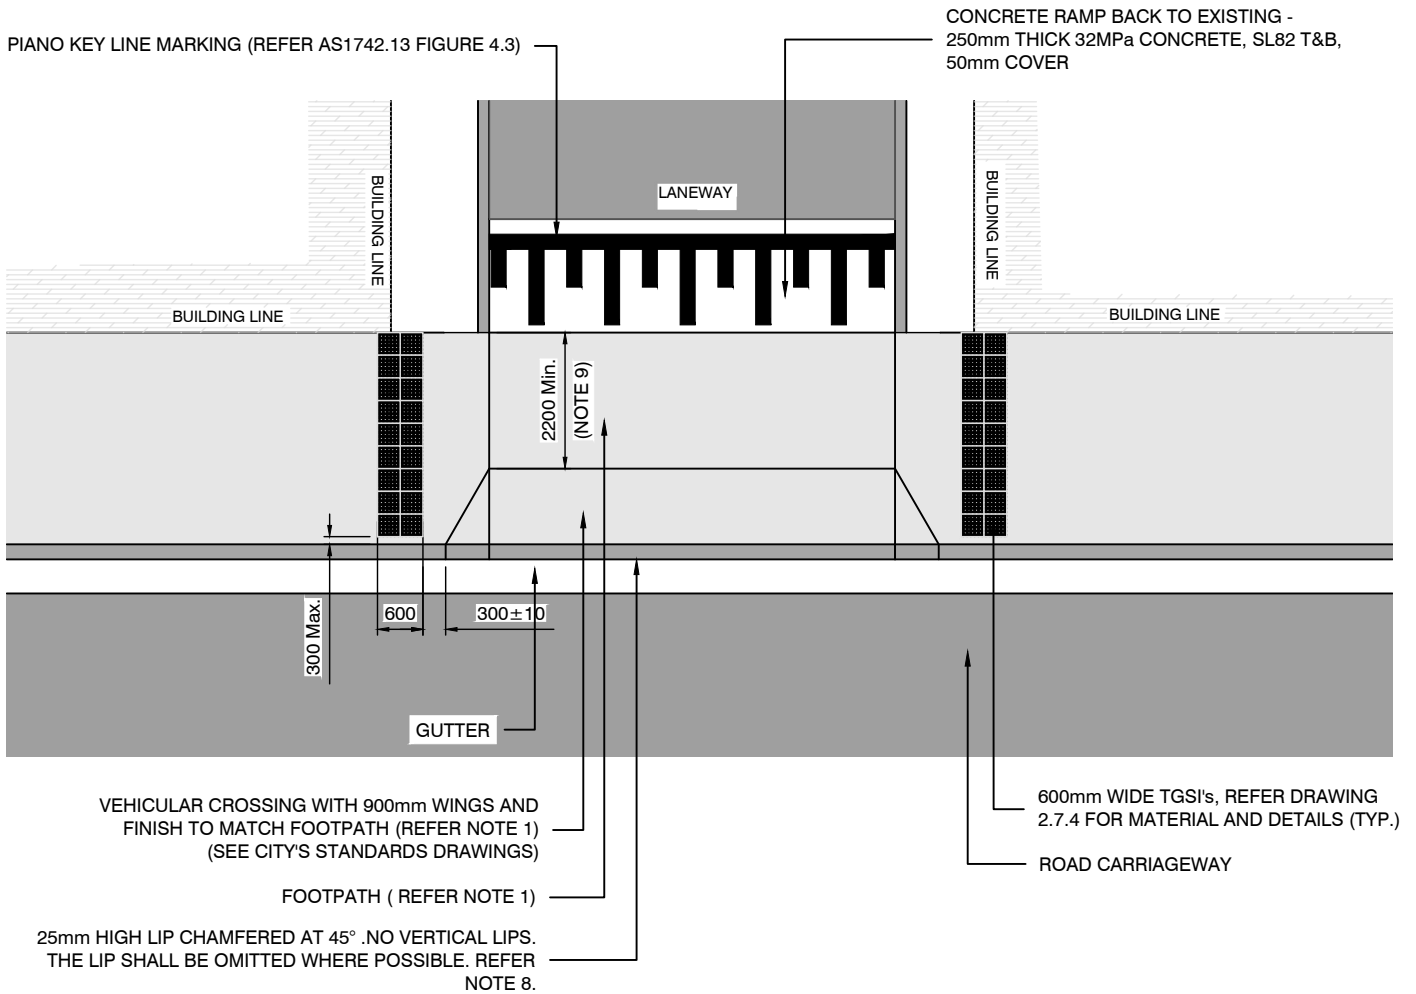 CONCRETE RAMP BACK TO EXISTING -
250mm THICK 32MPa CONCRETE, SL82 T&B,
50mm COVER
PIANO KEY LINE MARKING (REFER AS1742.13 FIGURE 4.3)
LANEWAY
BUILDING LINE
BUILDING LINE
BUILDING LINE
BUILDING LINE
2200 Min.
(NOTE 9)
300 Max.
600
300±10
GUTTER
VEHICULAR CROSSING WITH 900mm WINGS AND
FINISH TO MATCH FOOTPATH (REFER NOTE 1)
(SEE CITY'S STANDARDS DRAWINGS)
600mm WIDE TGSI's, REFER DRAWING
2.7.4 FOR MATERIAL AND DETAILS (TYP.)
ROAD CARRIAGEWAY
FOOTPATH ( REFER NOTE 1)
25mm HIGH LIP CHAMFERED AT 45° .NO VERTICAL LIPS.
THE LIP SHALL BE OMITTED WHERE POSSIBLE. REFER
NOTE 8.